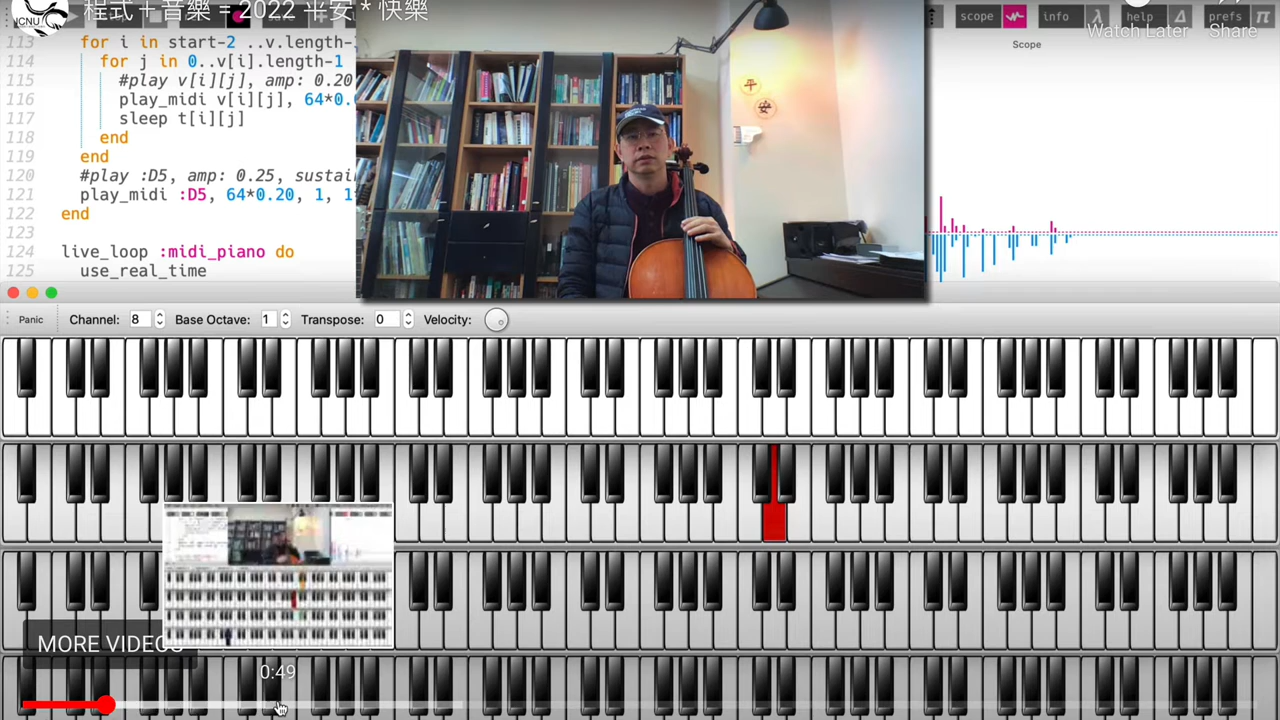 ICNU
程式＋音樂 = 2022 平安 * 快樂
Watch Later
Share
scope
info
help
prefs
Scope
113 for i in start-2 ..v.length-
114 for j in 0..v[i].length-1
115 #play v[i][j], amp: 0.20
116 play_midi v[i][j], 64*0.
117 sleep t[i][j]
118 end
119 end
120 #play :D5, amp: 0.25, sustai
121 play_midi :D5, 64*0.20, 1, 1
122 end
123
124 live_loop :midi_piano do
125 use_real_time
平
安
Panic
Channel: 8
Base Octave: 1
Transpose: 0
Velocity:
MORE VIDEOS
0:49